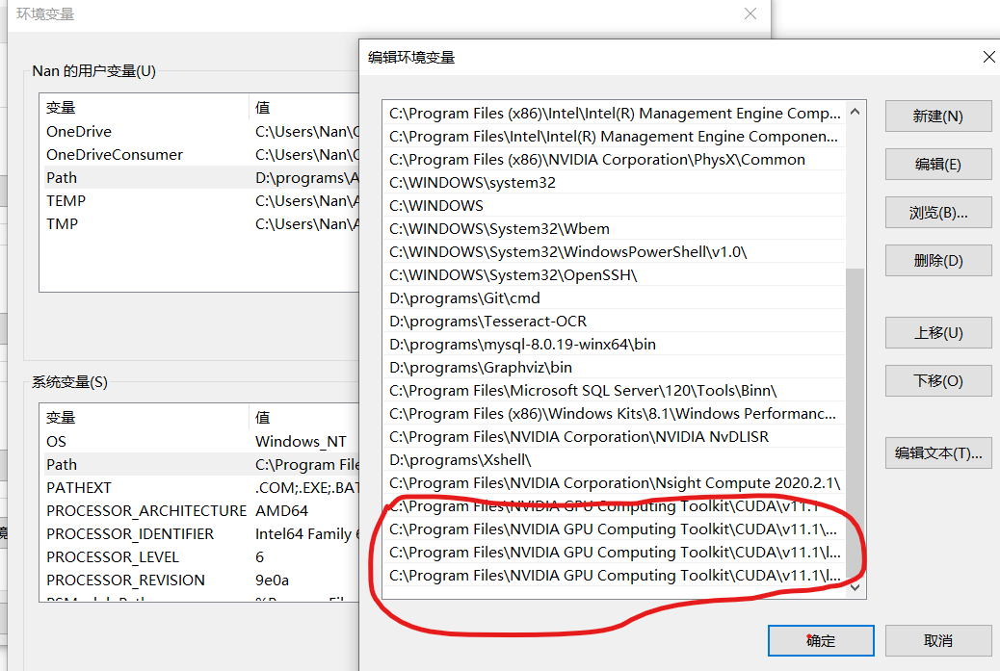 环境变量
Nan 的用户变量(U)
变量 值
OneDrive C:\Users\Nan\O
OneDriveConsumer C:\Users\Nan\O
Path D:\programs\A
TEMP C:\Users\Nan\A
TMP C:\Users\Nan\A
系统变量(S)
变量 值
OS Windows_NT
Path C:\Program File
PATHEXT .COM;.EXE;.BAT
PROCESSOR_ARCHITECTURE AMD64
PROCESSOR_IDENTIFIER Intel64 Family 6
PROCESSOR_LEVEL 6
PROCESSOR_REVISION 9e0a
编辑环境变量
C:\Program Files (x86)\Intel\Intel(R) Management Engine Comp...
C:\Program Files\Intel\Intel(R) Management Engine Componen...
C:\Program Files (x86)\NVIDIA Corporation\PhysX\Common
C:\WINDOWS\system32
C:\WINDOWS
C:\WINDOWS\System32\Wbem
C:\WINDOWS\System32\WindowsPowerShell\v1.0\
C:\WINDOWS\System32\OpenSSH\
D:\programs\Git\cmd
D:\programs\Tesseract-OCR
D:\programs\mysql-8.0.19-winx64\bin
D:\programs\Graphviz\bin
C:\Program Files\Microsoft SQL Server\120\Tools\Binn\
C:\Program Files (x86)\Windows Kits\8.1\Windows Performanc...
C:\Program Files\NVIDIA Corporation\NVIDIA NvDLISR
D:\programs\Xshell\
C:\Program Files\NVIDIA Corporation\Nsight Compute 2020.2.1\
C:\Program Files\NVIDIA GPU Computing Toolkit\CUDA\v11.1
C:\Program Files\NVIDIA GPU Computing Toolkit\CUDA\v11.1\...
C:\Program Files\NVIDIA GPU Computing Toolkit\CUDA\v11.1\l...
C:\Program Files\NVIDIA GPU Computing Toolkit\CUDA\v11.1\l...
新建(N)
编辑(E)
浏览(B)...
删除(D)
上移(U)
下移(O)
编辑文本(T)...
确定
取消